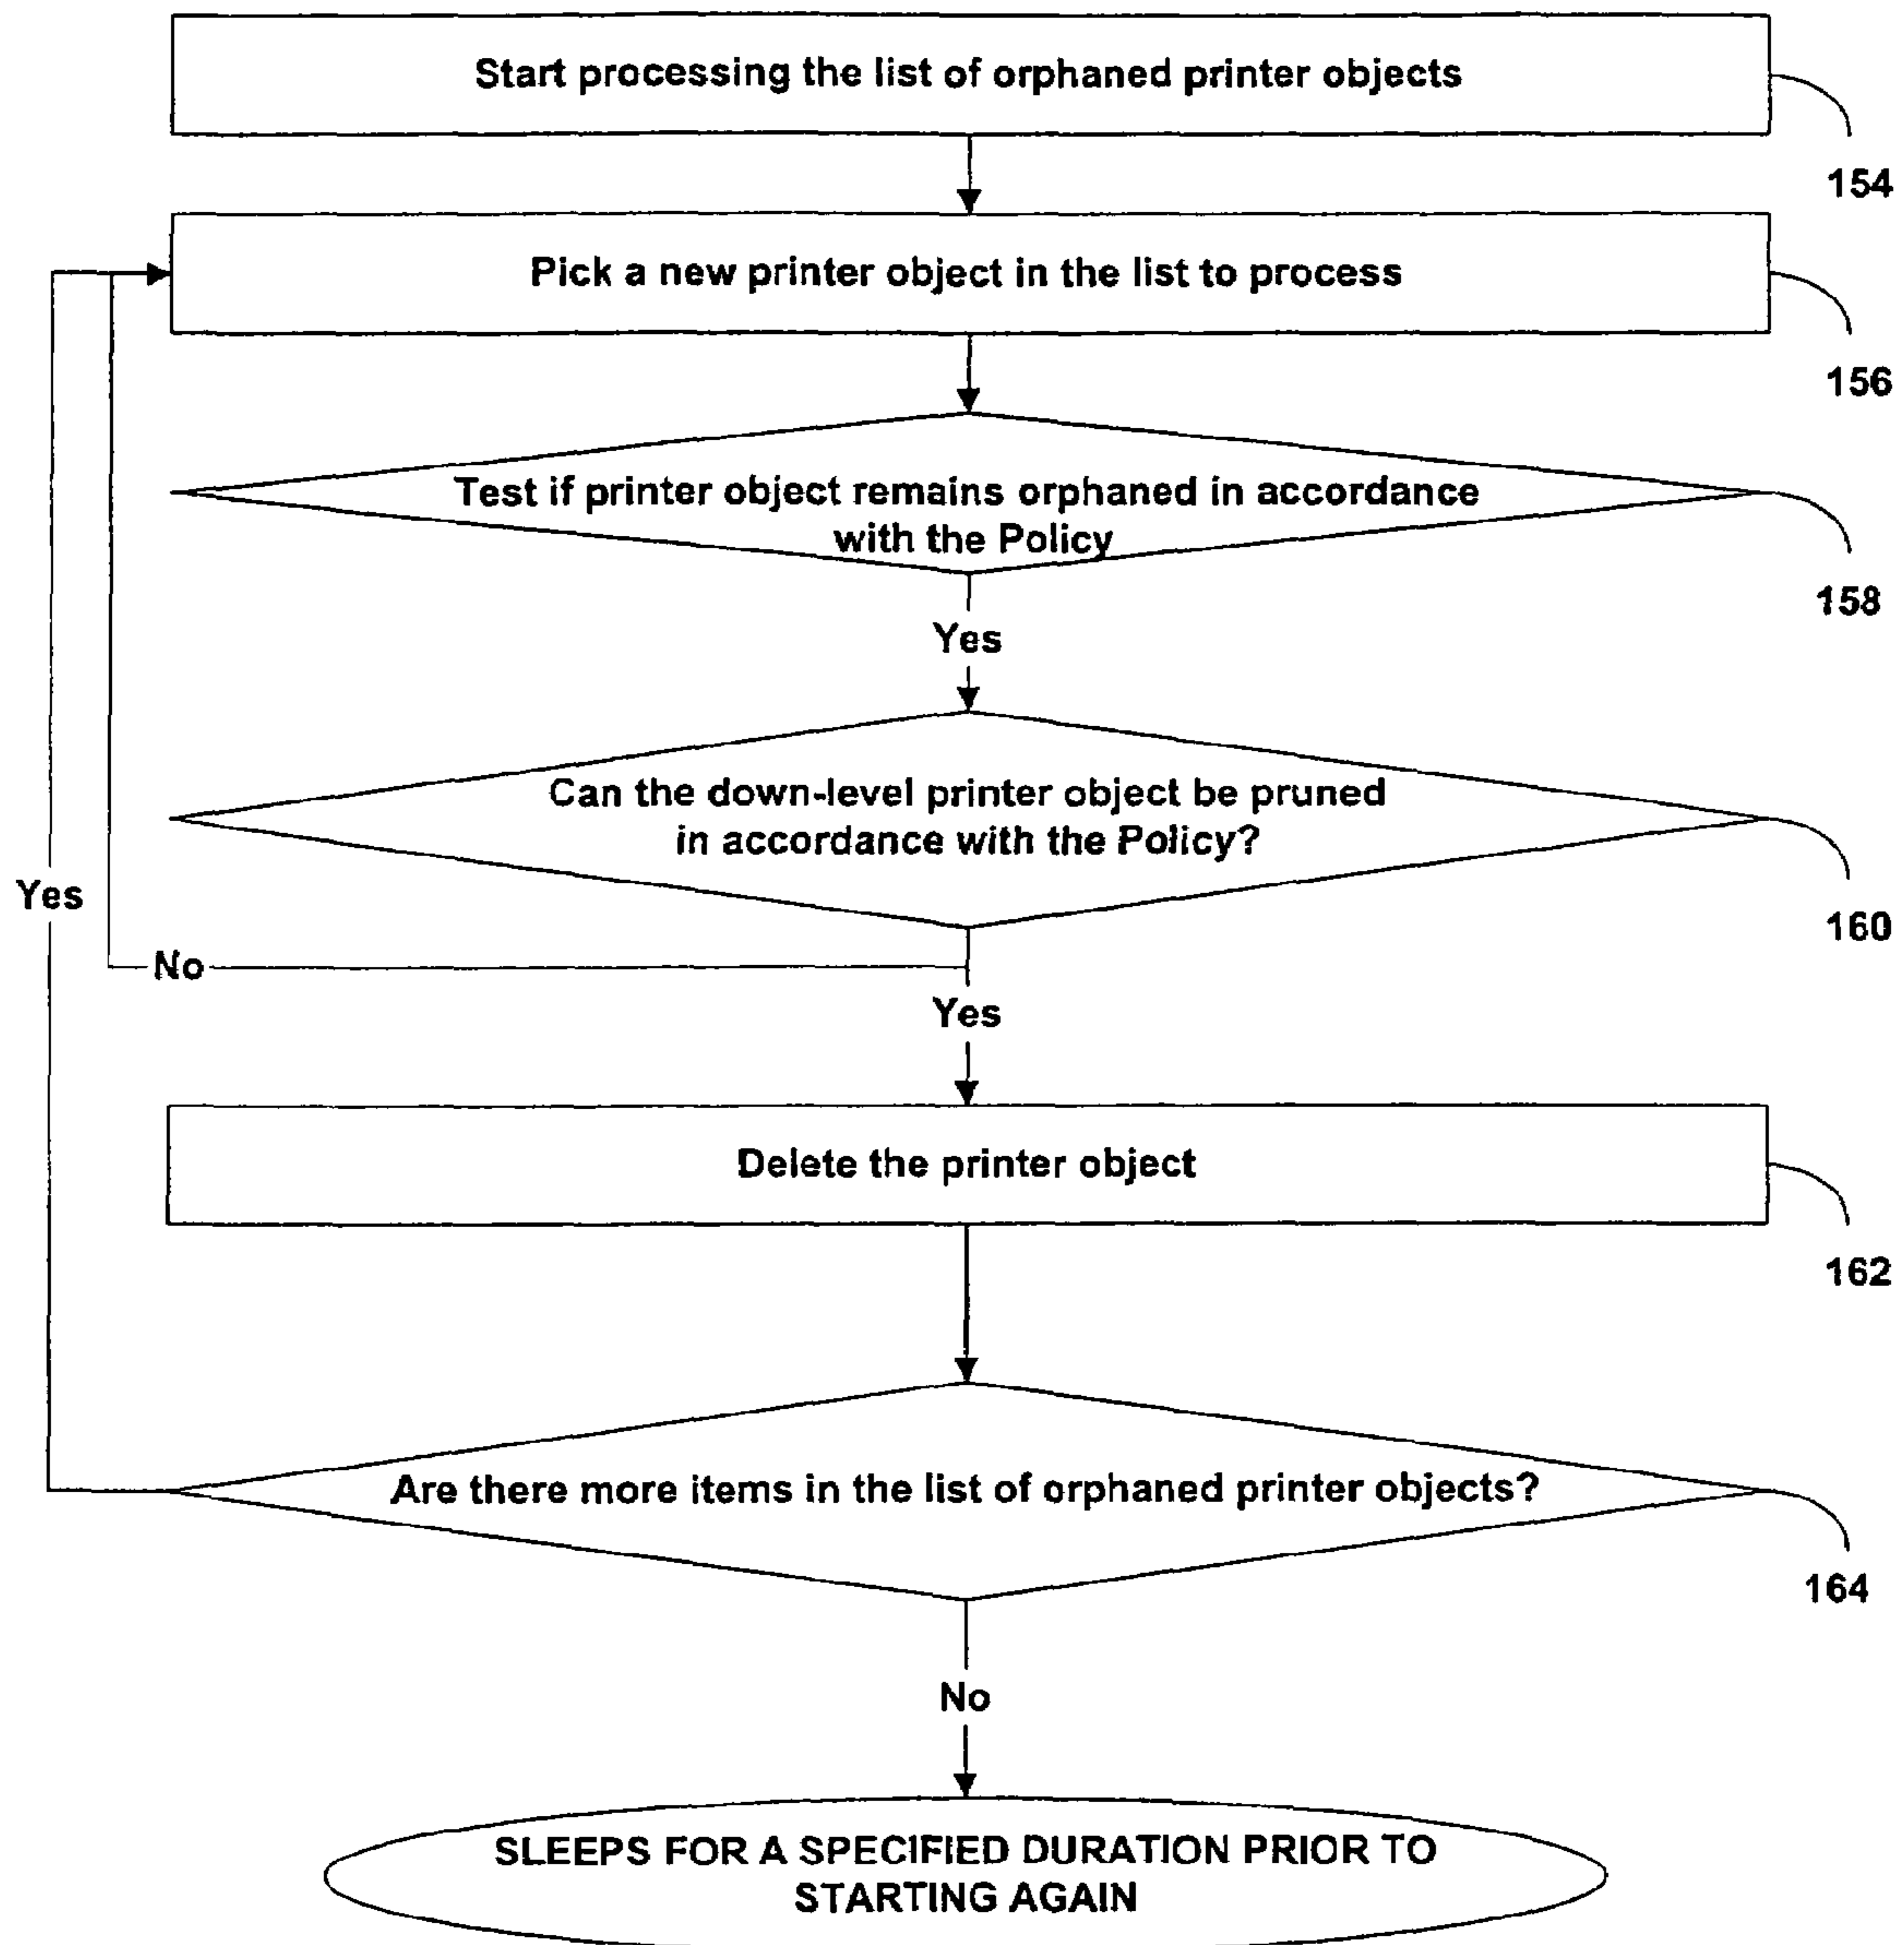 Start processing the list of orphaned printer objects
154
Pick a new printer object in the list to process
156
Test if printer object remains orphaned in accordance
with the Policy
158
Yes
Can the down-level printer object be pruned
in accordance with the Policy?
160
Yes
No
Yes
Delete the printer object
162
Are there more items in the list of orphaned printer objects?
164
No
SLEEPS FOR A SPECIFIED DURATION PRIOR TO
STARTING AGAIN